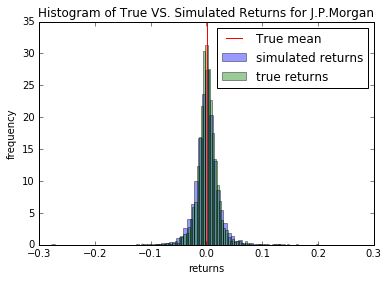 Histogram of True VS. Simulated Returns for J.P.Morgan
35
30
25
20
15
10
5
0
frequency
True mean
simulated returns
true returns
−0.3 −0.2 −0.1 0.0 0.1 0.2 0.3
returns